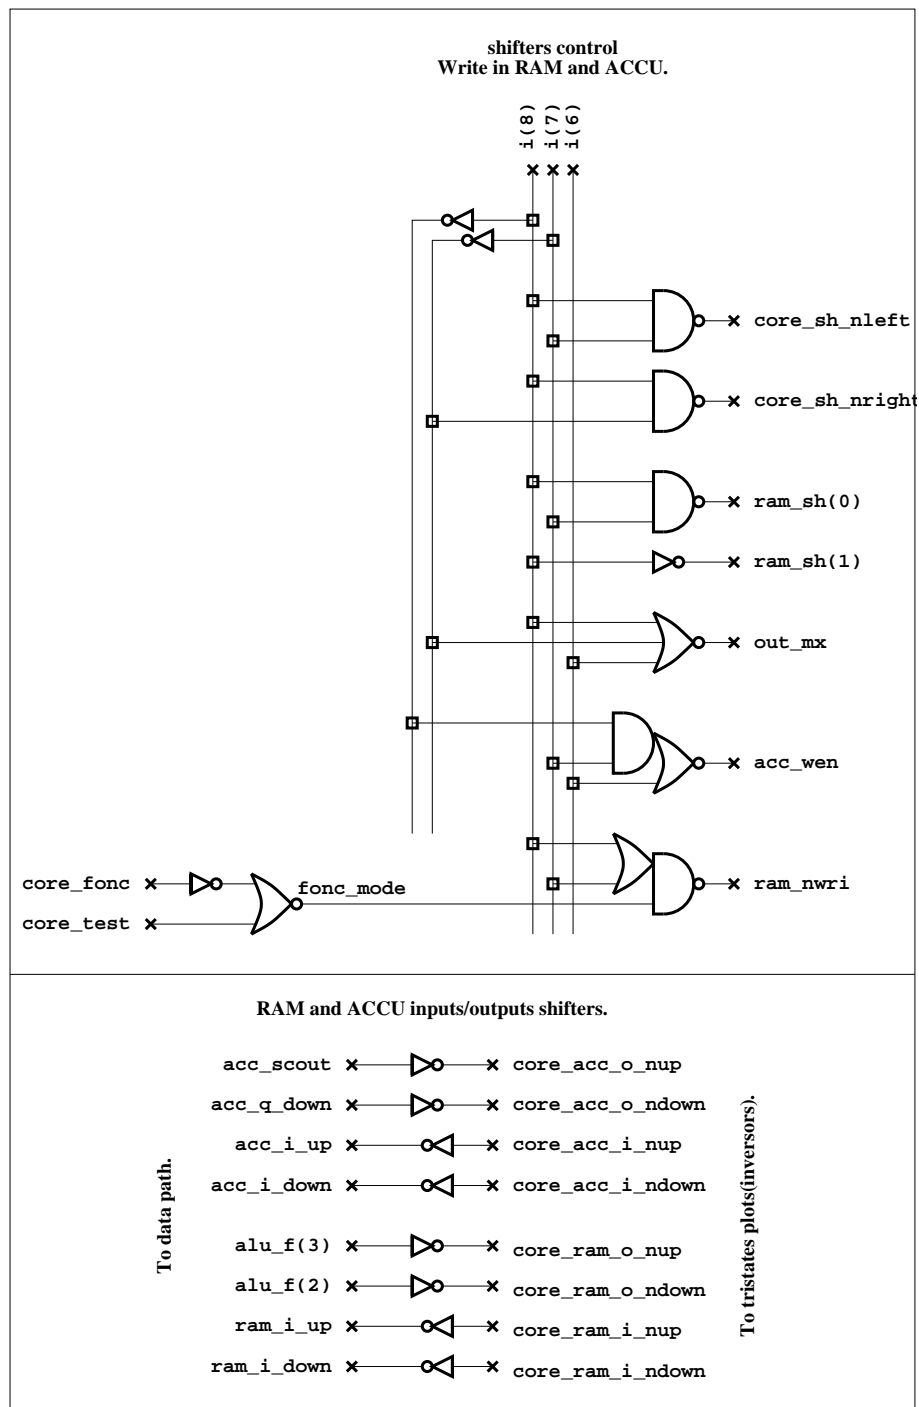 shifters control
Write in RAM and ACCU.
i(8)
i(7)
i(6)
core_sh_nleft
core_sh_nright
ram_sh(0)
ram_sh(1)
out_mx
acc_wen
core_fonc
fonc_mode
ram_nwri
core_test
RAM and ACCU inputs/outputs shifters.
acc_scout
core_acc_o_nup
acc_q_down
core_acc_o_ndown
acc_i_up
core_acc_i_nup
acc_i_down
core_acc_i_ndown
alu_f(3)
core_ram_o_nup
alu_f(2)
core_ram_o_ndown
ram_i_up
core_ram_i_nup
ram_i_down
core_ram_i_ndown
To data path.
To tristates plots(inversors).